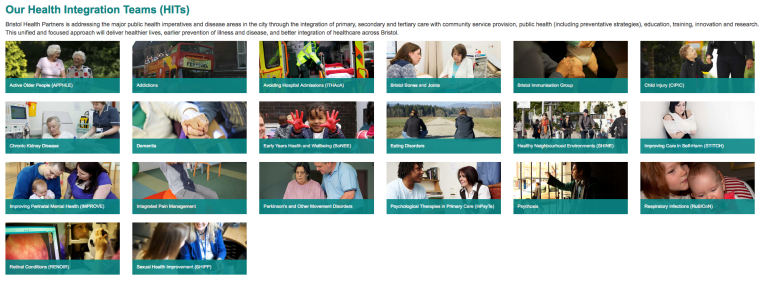 Our Health Integration Teams (HITs)
Bristol Health Partners is addressing the major public health imperatives and disease areas in the city through the integration of primary, secondary and tertiary care with community service provision, public health (including preventative strategies), education, training, innovation and research.
This unified and focused approach will deliver healthier lives, earlier prevention of illness and disease, and better integration of healthcare across Bristol.
Active Older People (APPHLE)
Addictions
Avoiding Hospital Admissions (ITHAcA)
Bristol Bones and Joints
Bristol Immunisation Group
Child Injury (CIPIC)
Chronic Kidney Disease
Dementia
Early Years Health and Wellbeing (BoNEE)
Eating Disorders
Healthy Neighbourhood Environments (SHINE)
Improving Care in Self-Harm (STITCH)
Improving Perinatal Mental Health (IMPROVE)
Integrated Pain Management
Parkinson's and Other Movement Disorders
Psychological Therapies in Primary Care (InPsyTe)
Psychosis
Respiratory Infections (RuBICoN)
Retinal Conditions (RENOIR)
Sexual Health Improvement (SHIPP)